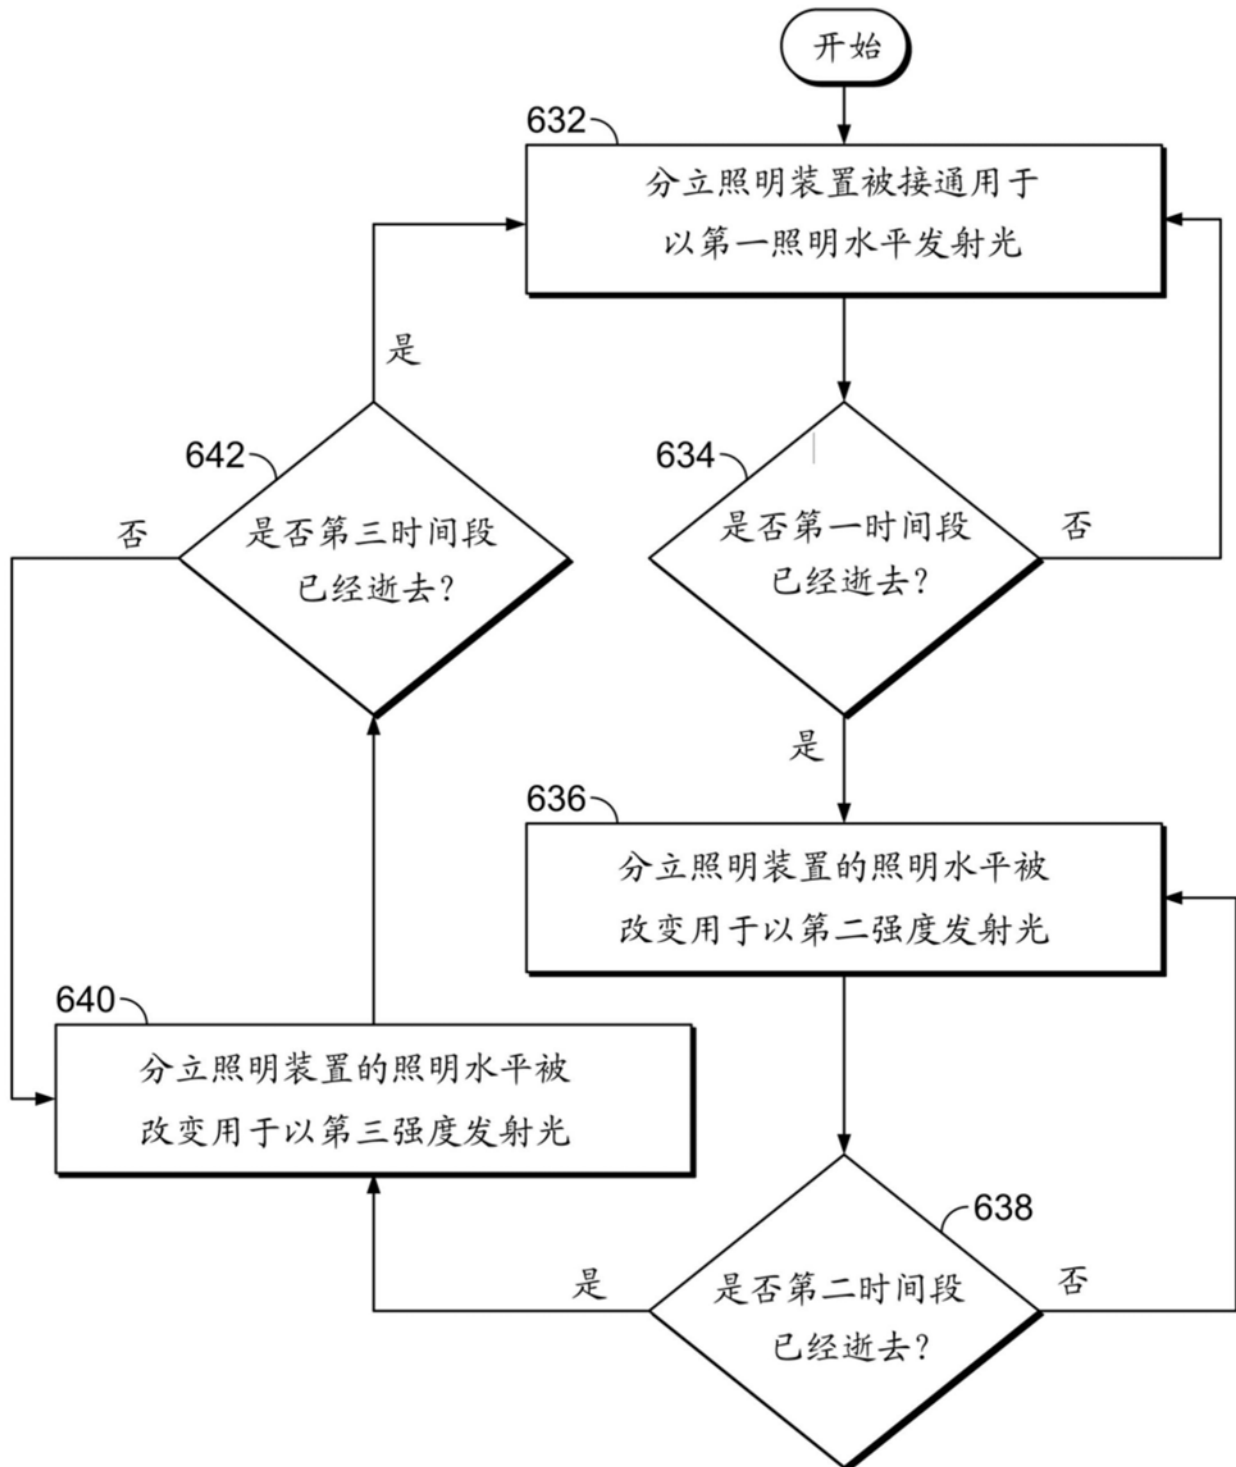 开始
632
分立照明装置被接通用于
以第一照明水平发射光
是
642
634
否
是否第三时间段
已经逝去？
是否第一时间段
已经逝去？
否
是
636
分立照明装置的照明水平被
改变用于以第二强度发射光
640
分立照明装置的照明水平被
改变用于以第三强度发射光
638
是
是否第二时间段
已经逝去？
否